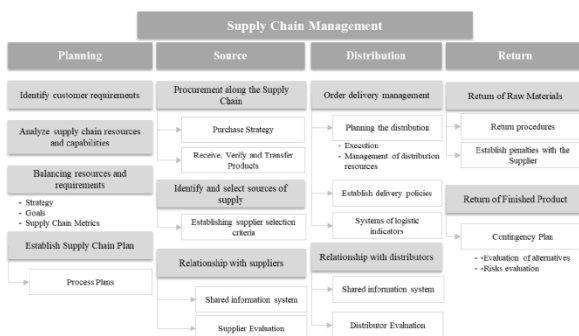 Supply Chain Management
Planning
Identify customer requirements
Analyze supply chain resources
and capabilities
Balancing resources and
requirements
- Strategy
- Goals
- Supply Chain Metrics
Establish Supply Chain Plan
Process Plans
Source
Procurement along the Supply
Chain
Purchase Strategy
Receive, Verify and Transfer
Products
Identify and select sources of
supply
Establishing supplier selection
criteria
Relationship with suppliers
Shared information system
Supplier Evaluation
Distribution
Order delivery management
Planning the distribution
- Execution
- Management of distribution
resources
Establish delivery policies
Systems of logistic
indicators
Relationship with distributors
Shared information system
Distributor Evaluation
Return
Return of Raw Materials
Return procedures
Establish penalties with the
Supplier
Return of Finished Product
Contingency Plan
- -Evaluation of alternatives
- -Risks evaluation